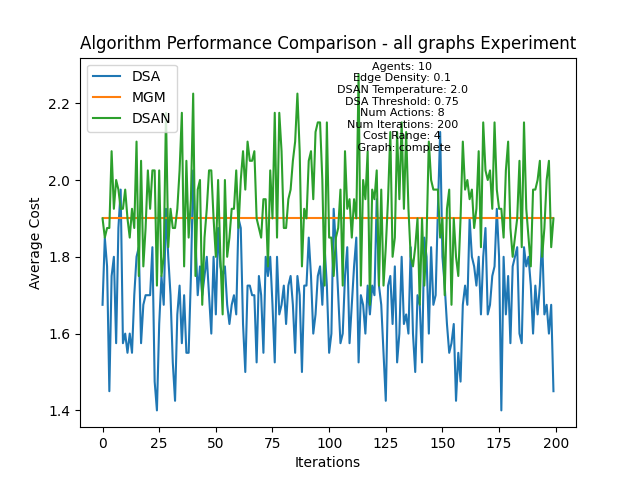 Algorithm Performance Comparison - all graphs Experiment
DSA
MGM
DSAN
Agents: 10
Edge Density: 0.1
DSAN Temperature: 2.0
DSA Threshold: 0.75
Num Actions: 8
Num Iterations: 200
Cost Range: 4
Graph: complete
Average Cost
2.2
2.0
1.8
1.6
1.4
0 25 50 75 100 125 150 175 200
Iterations